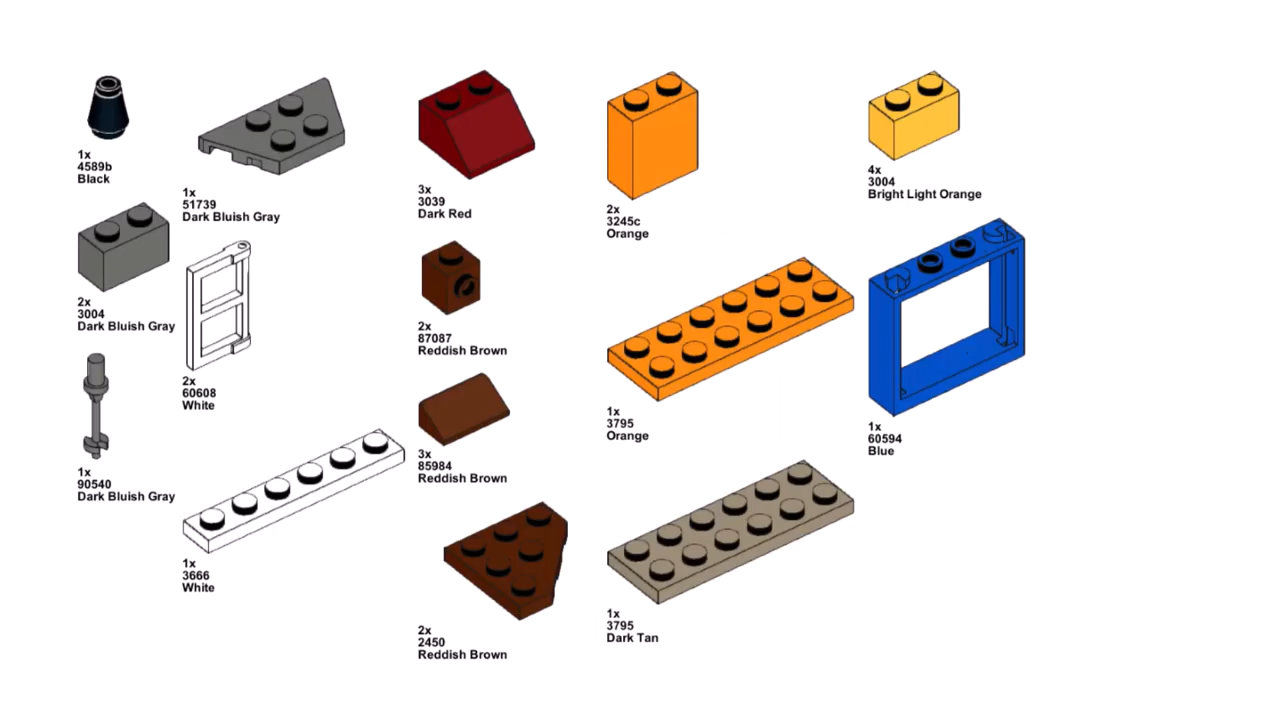 1x
4589b
Black
1x
51739
Dark Bluish Gray
2x
3004
Dark Bluish Gray
2x
60608
White
1x
90540
Dark Bluish Gray
1x
3666
White
3x
3039
Dark Red
2x
87087
Reddish Brown
3x
85984
Reddish Brown
2x
2450
Reddish Brown
2x
3245c
Orange
1x
3795
Orange
1x
3795
Dark Tan
4x
3004
Bright Light Orange
1x
60594
Blue